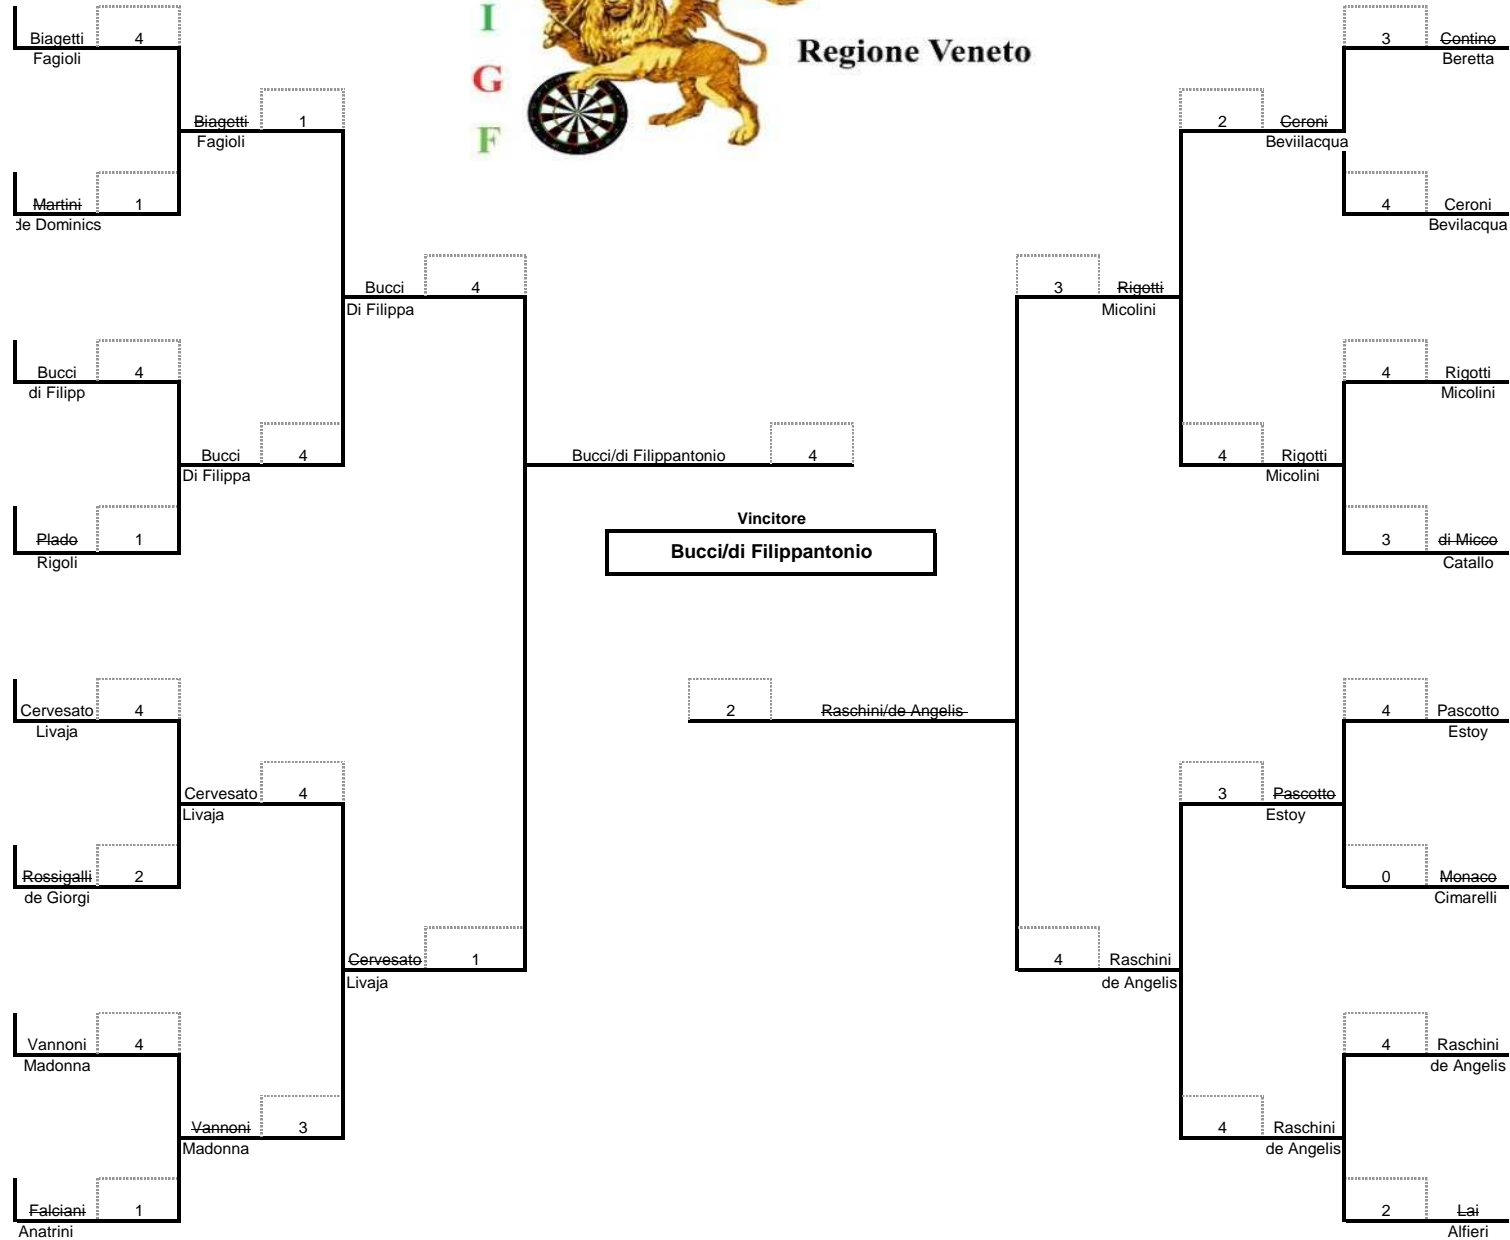 I
G
F
Regione Veneto
Biagetti 4
Fagioli
Biagetti 1
Fagioli
Martini 1
de Dominics
Bucci 4
Di Filippa
Bucci 4
di Filipp
Bucci 4
Di Filippa
Plado 1
Rigoli
Cervesato 4
Livaja
Cervesato 4
Livaja
Rossigalli 2
de Giorgi
Cervesato 1
Livaja
Vannoni 4
Madonna
Vannoni 3
Madonna
Falciani 1
Anatrini
Bucci/di Filippantonio 4
Vincitore
Bucci/di Filippantonio
2 Raschini/de Angelis
3 Contino
Beretta
2 Ceroni
Beviilacqua
4 Ceroni
Bevilacqua
3 Rigotti
Micolini
4 Rigotti
Micolini
4 Rigotti
Micolini
3 di Micco
Catallo
4 Pascotto
Estoy
3 Pascotto
Estoy
0 Monaco
Cimarelli
4 Raschini
de Angelis
4 Raschini
de Angelis
4 Raschini
de Angelis
2 Lai
Alfieri